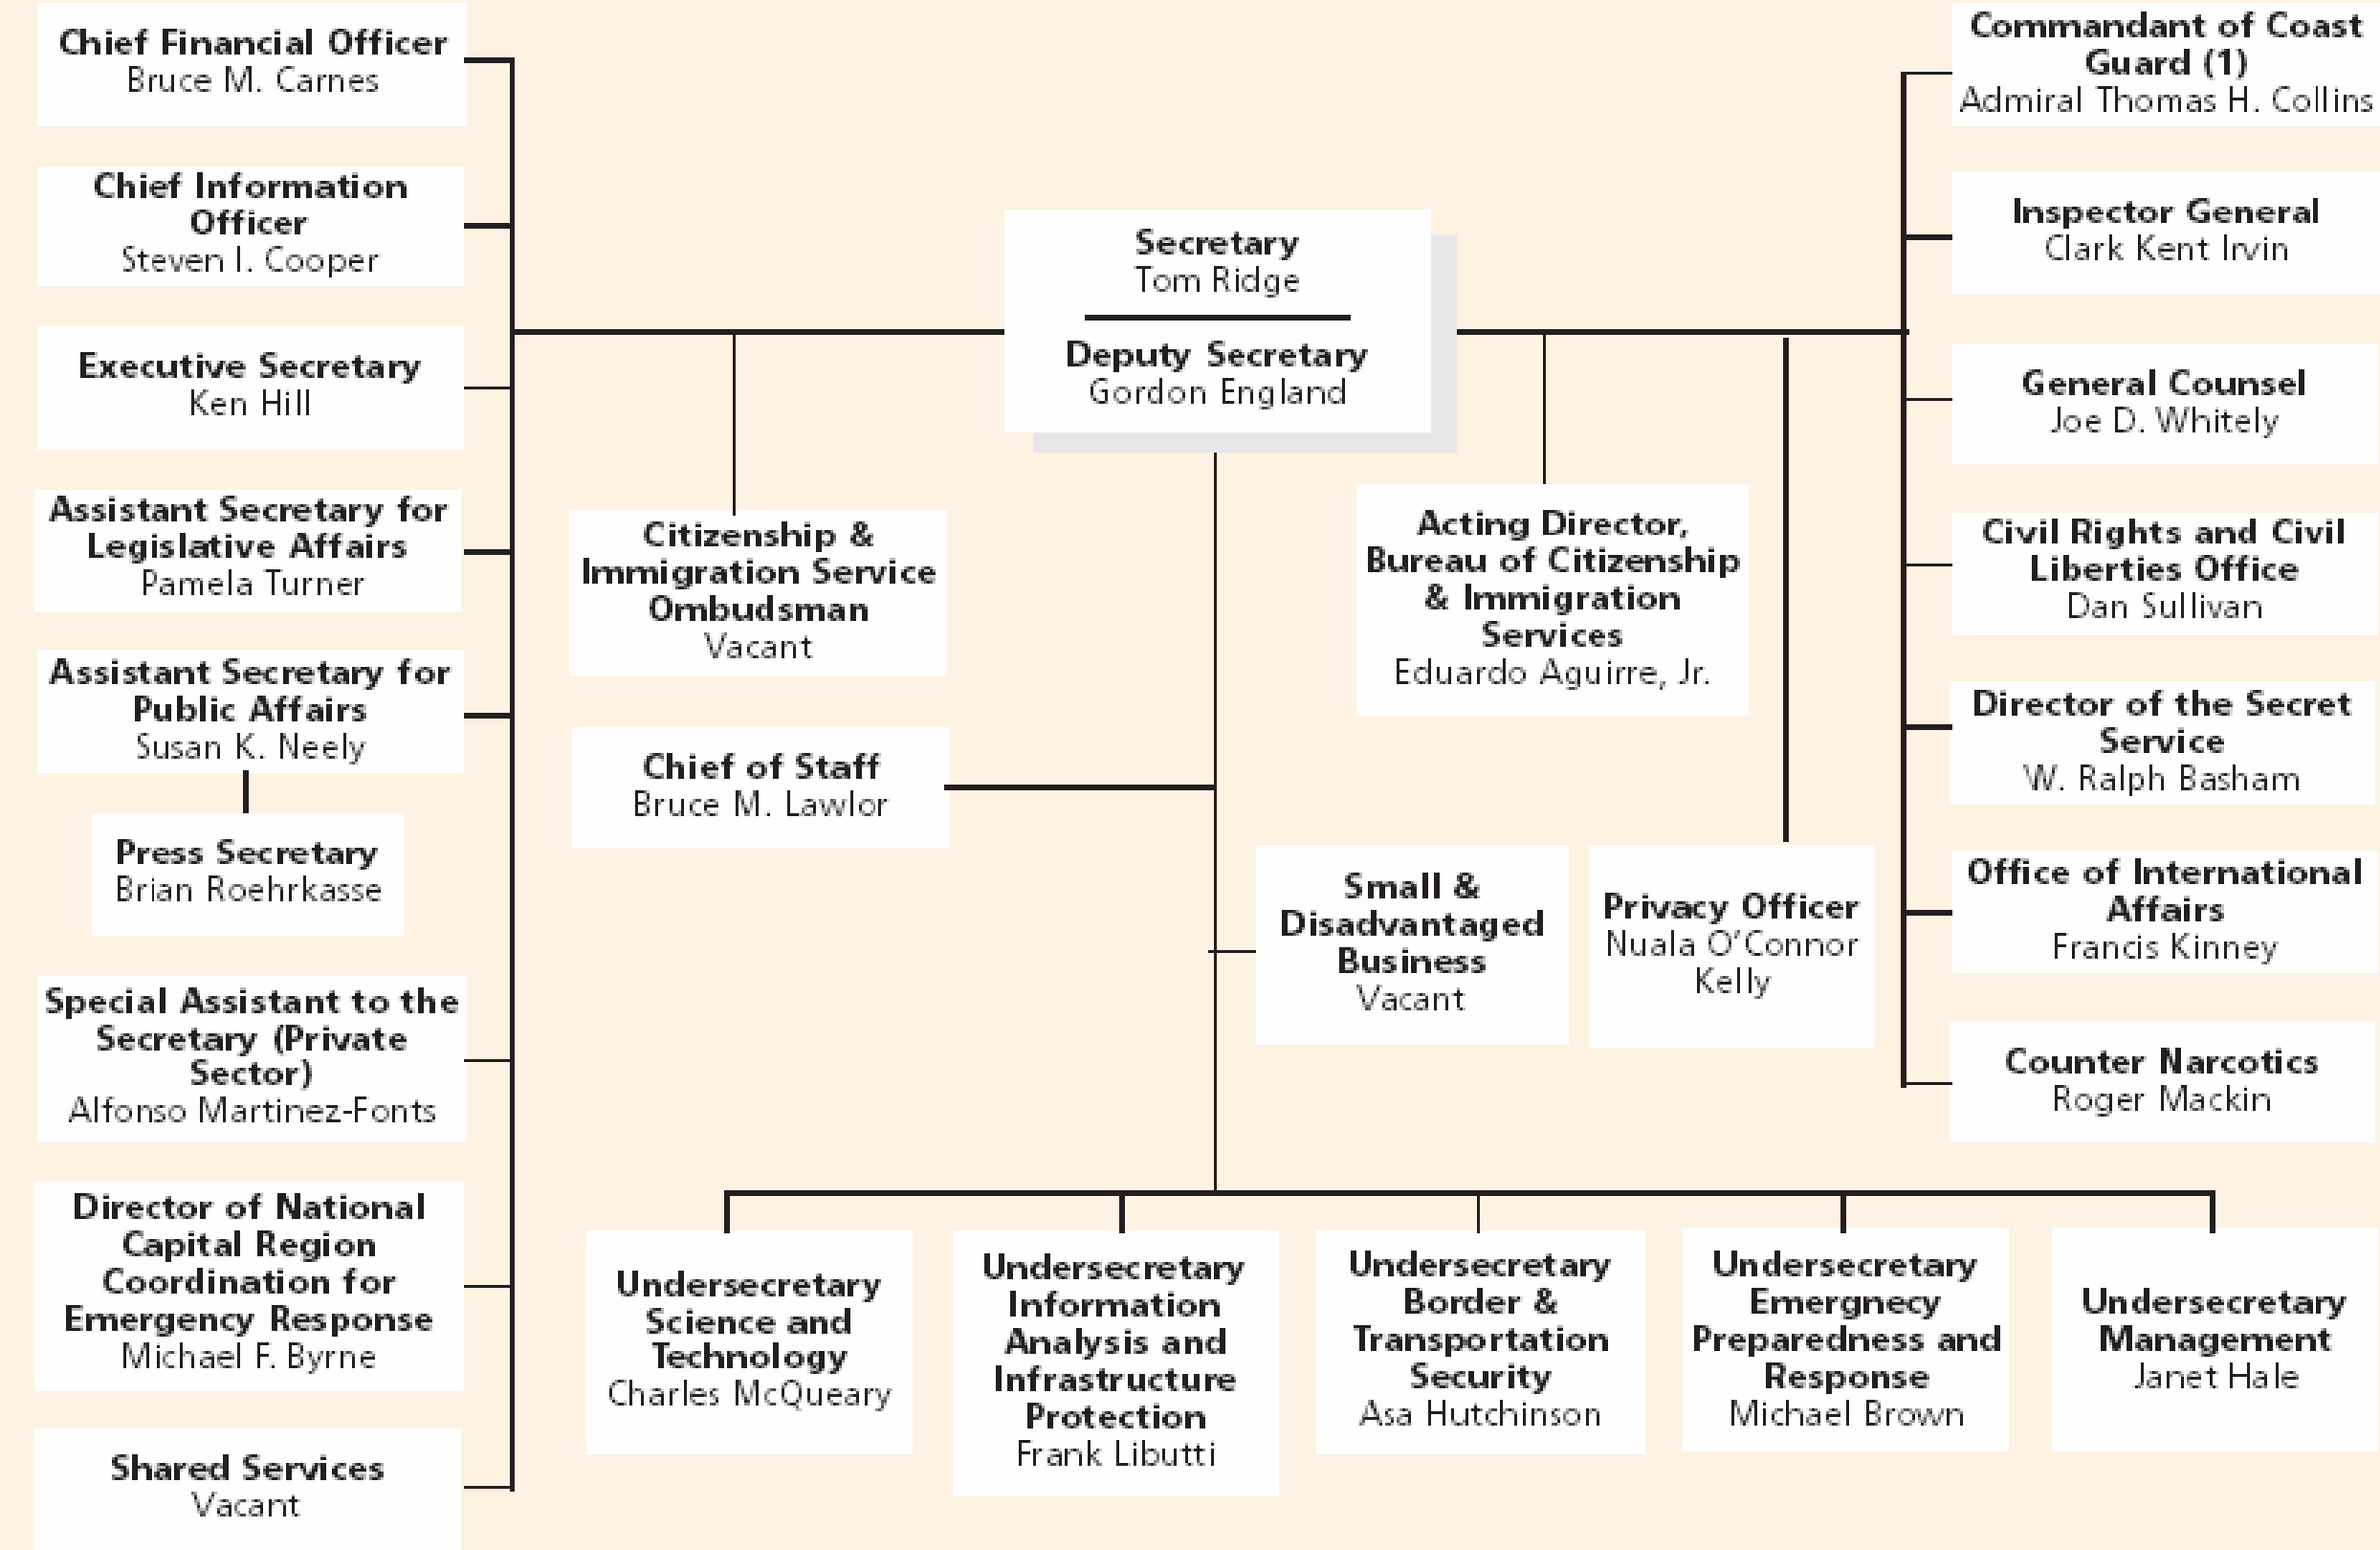 Chief Financial Officer
Bruce M. Carnes
Chief Information
Officer
Steven I. Cooper
Executive Secretary
Ken Hill
Assistant Secretary for
Legislative Affairs
Pamela Turner
Assistant Secretary for
Public Affairs
Susan K. Neely
Press Secretary
Brian Roehrkasse
Special Assistant to the
Secretary (Private
Sector)
Alfonso Martinez-Fonts
Director of National
Capital Region
Coordination for
Emergency Response
Michael F. Byrne
Shared Services
Vacant
Secretary
Tom Ridge
Deputy Secretary
Gordon England
Citizenship &
Immigration Service
Ombudsman
Vacant
Chief of Staff
Bruce M. Lawlor
Acting Director,
Bureau of Citizenship
& Immigration
Services
Eduardo Aguirre, Jr.
Small &
Disadvantaged
Business
Vacant
Privacy Officer
Nuala O’Connor
Kelly
Commandant of Coast
Guard (1)
Admiral Thomas H. Collins
Inspector General
Clark Kent Irvin
General Counsel
Joe D. Whitely
Civil Rights and Civil
Liberties Office
Dan Sullivan
Director of the Secret
Service
W. Ralph Basham
Office of International
Affairs
Francis Kinney
Counter Narcotics
Roger Mackin
Undersecretary
Science and
Technology
Charles McQueary
Undersecretary
Information
Analysis and
Infrastructure
Protection
Frank Libutti
Undersecretary
Border &
Transportation
Security
Asa Hutchinson
Undersecretary
Emergnecy
Preparedness and
Response
Michael Brown
Undersecretary
Management
Janet Hale